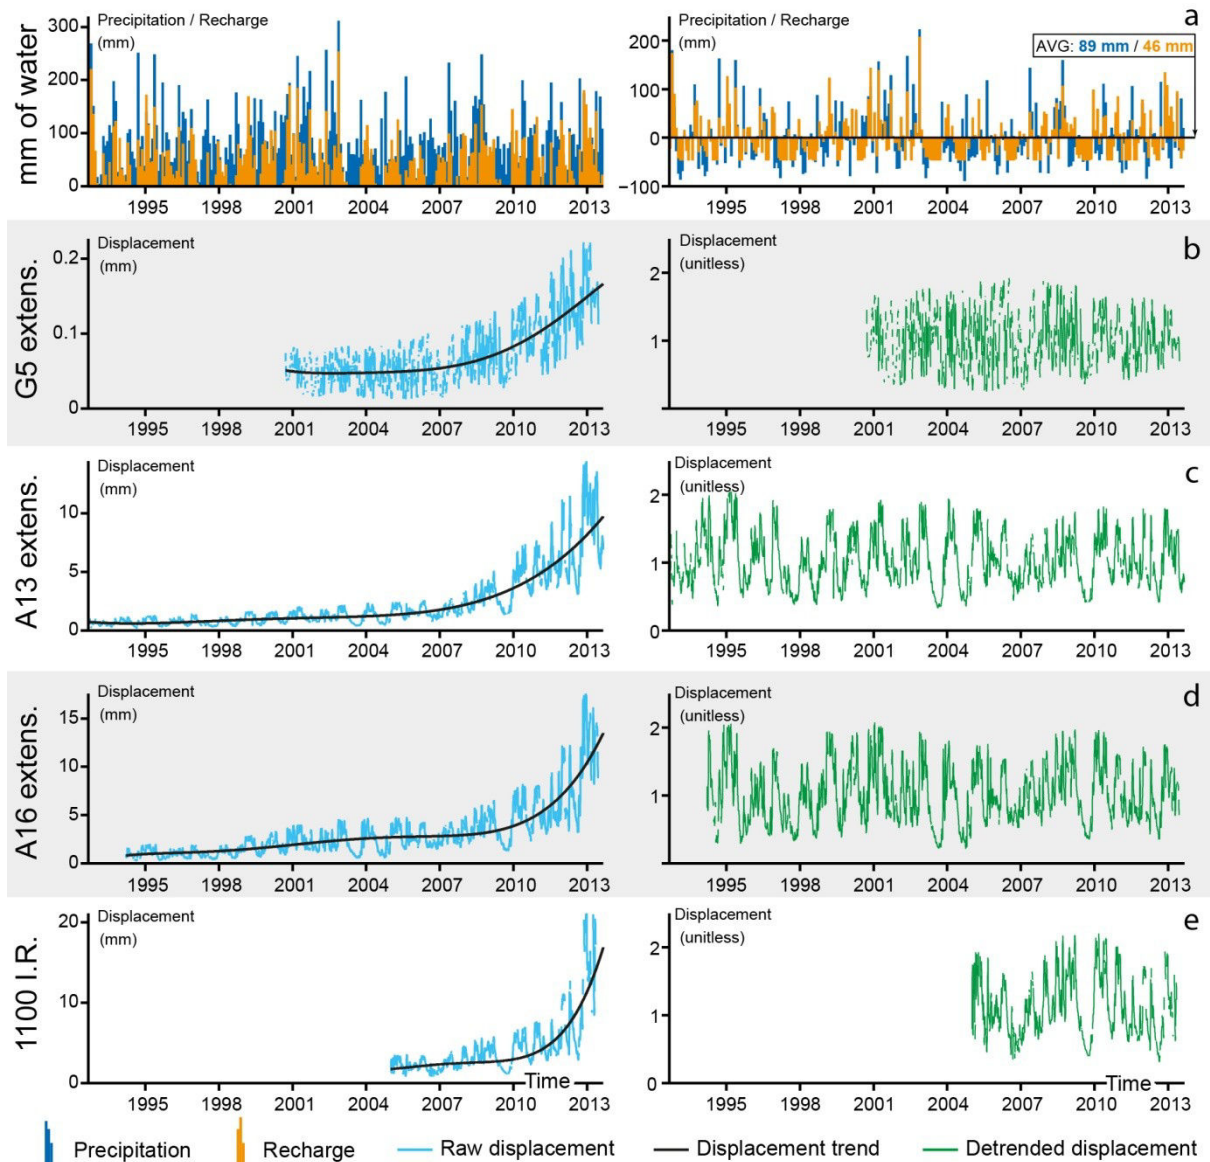 Precipitation / Recharge
(mm)
mm of water
300
200
100
0
1995 1998 2001 2004 2007 2010 2013
Precipitation / Recharge
(mm)
a
AVG: 89 mm / 46 mm
200
100
0
−100
1995 1998 2001 2004 2007 2010 2013
G5 extens.
Displacement
(mm)
0.2
0.1
0
1995 1998 2001 2004 2007 2010 2013
Displacement
(unitless)
b
2
1
1995 1998 2001 2004 2007 2010 2013
A13 extens.
Displacement
(mm)
10
5
0
1995 1998 2001 2004 2007 2010 2013
Displacement
(unitless)
c
2
1
0
1995 1998 2001 2004 2007 2010 2013
A16 extens.
Displacement
(mm)
15
10
5
0
1995 1998 2001 2004 2007 2010 2013
Displacement
(unitless)
d
2
1
1995 1998 2001 2004 2007 2010 2013
1100 I.R.
Displacement
(mm)
20
10
0
Time
1995 1998 2001 2004 2007 2010 2013
Displacement
(unitless)
e
2
1
0
Time
1995 1998 2001 2004 2007 2010 2013
Precipitation Recharge Raw displacement Displacement trend Detrended displacement